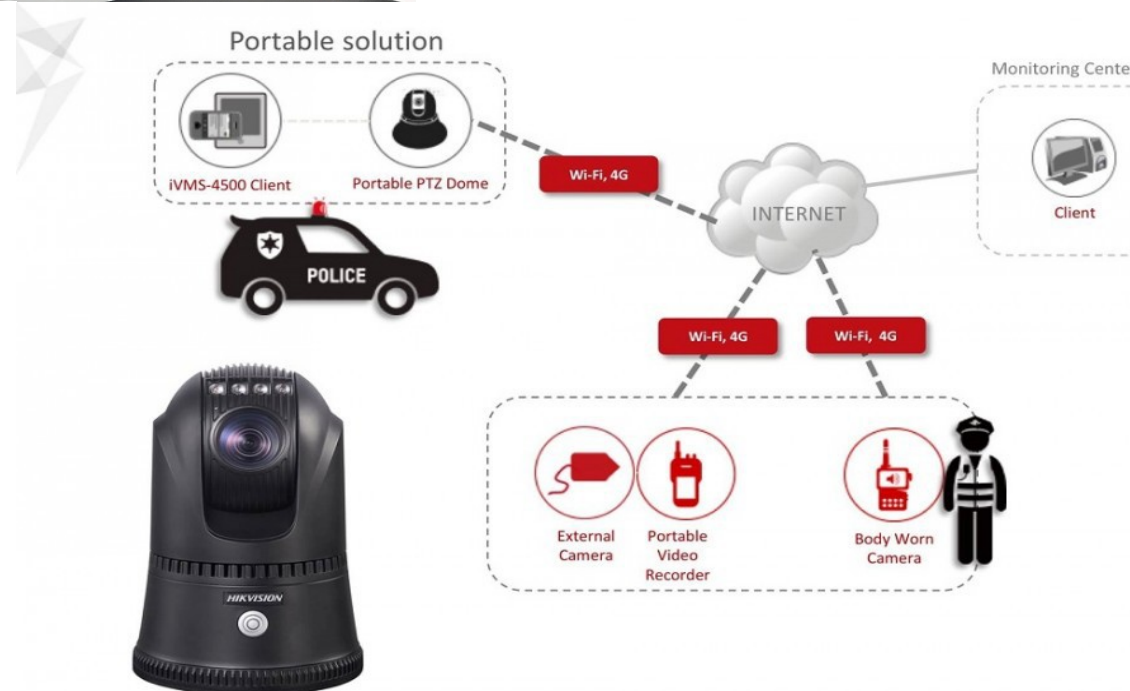 Portable solution
Monitoring Cente
iVMS-4500 Client
Portable PTZ Dome
Wi-Fi, 4G
INTERNET
Client
POLICE
Wi-Fi, 4G
Wi-Fi, 4G
External
Camera
Portable
Video
Recorder
Body Worn
Camera
HIKVISION